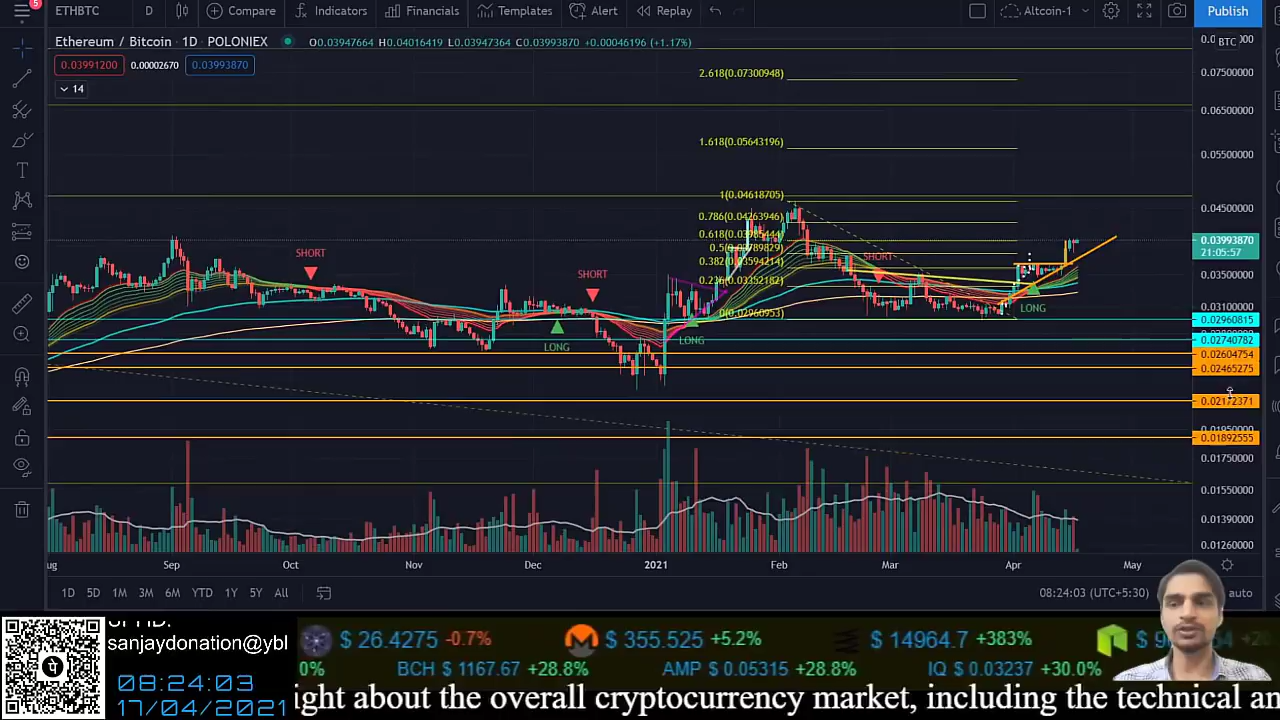 5
ETHBTC D Compare Indicators Financials Templates Alert Replay Altcoin-1 Publish
Ethereum / Bitcoin · 1D · POLONIEX O0.03947664 H0.04016419 L0.03947364 C0.03993870 +0.00046196 (+1.17%)
BTC
0.03991200 0.00002670 0.03993870
14
2.618(0.07300948)
0.07500000
0.06500000
1.618(0.05643196)
0.05500000
1(0.04618705)
0.04500000
0.786(0.04263946)
0.5(0.03789829)
0.382(0.03594214)
0(0.02960953)
SHORT
SHORT
SHORT
LONG
LONG
LONG
0.03993870
21:05:57
0.03500000
0.03100000
0.02960815
0.02740782
0.02604754
0.02465275
0.02172371
0.01892555
0.01950000
0.01750000
0.01550000
0.01390000
0.01260000
Sep Oct Nov Dec 2021 Feb Mar Apr May
1D 5D 1M 3M 6M YTD 1Y 5Y All
08:24:03 (UTC+5:30)
auto
sanjaydonation@ybl
08:24:03
17/04/2021
$ 26.4275 -0.7% $ 355.525 +5.2% $ 14964.7 +383%
0% BCH $ 1167.67 +28.8% AMP $ 0.05315 +28.8% IQ $ 0.03237 +30.0%
ight about the overall cryptocurrency market, including the technical an